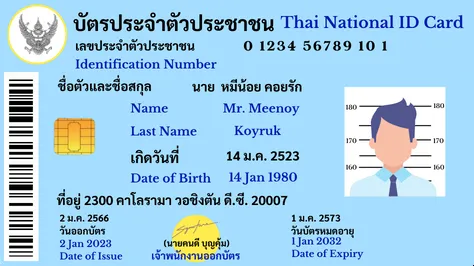 บัตรประจำตัวประชาชน Thai National ID Card
เลขประจำตัวประชาชน 0 1234 56789 10 1
Identification Number
ชื่อตัวและชื่อสกุล นาย หมีน้อย คอยรัก
Name Mr. Meenoy
Last Name Koyruk
เกิดวันที่ 14 ม.ค. 2523
Date of Birth 14 Jan 1980
ที่อยู่ 2300 คาโลรามา วอชิงตัน ดี.ซี. 20007
180 180
170 170
160 160
2 ม.ค. 2566
วันออกบัตร
2 Jan 2023
Date of Issue
(นายคนดี บุญคุ้ม)
เจ้าพนักงานออกบัตร
1 ม.ค. 2573
วันบัตรหมดอายุ
1 Jan 2032
Date of Expiry